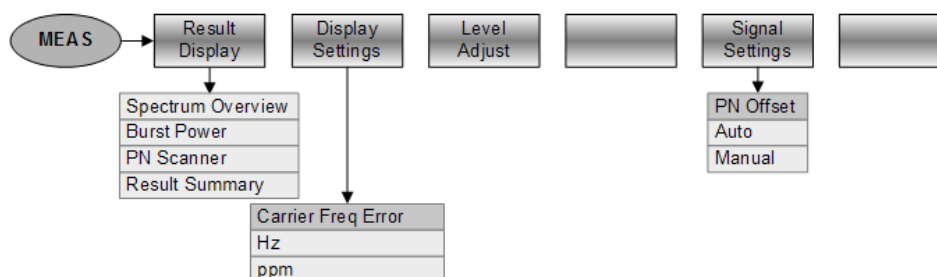 MEAS
Result
Display
Display
Settings
Level
Adjust
Signal
Settings
Spectrum Overview
Burst Power
PN Scanner
Result Summary
Carrier Freq Error
Hz
ppm
PN Offset
Auto
Manual